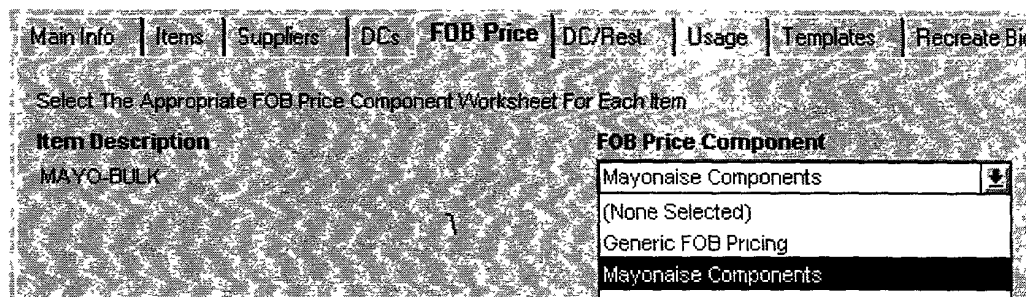 Main Info Items Suppliers DCs FOB Price DC/Rest. Usage Templates Recreate Bi
Select The Appropriate FOB Price Component Worksheet For Each Item
Item Description FOB Price Component
MAYO-BULK Mayonaise Components
(None Selected)
Generic FOB Pricing
Mayonaise Components